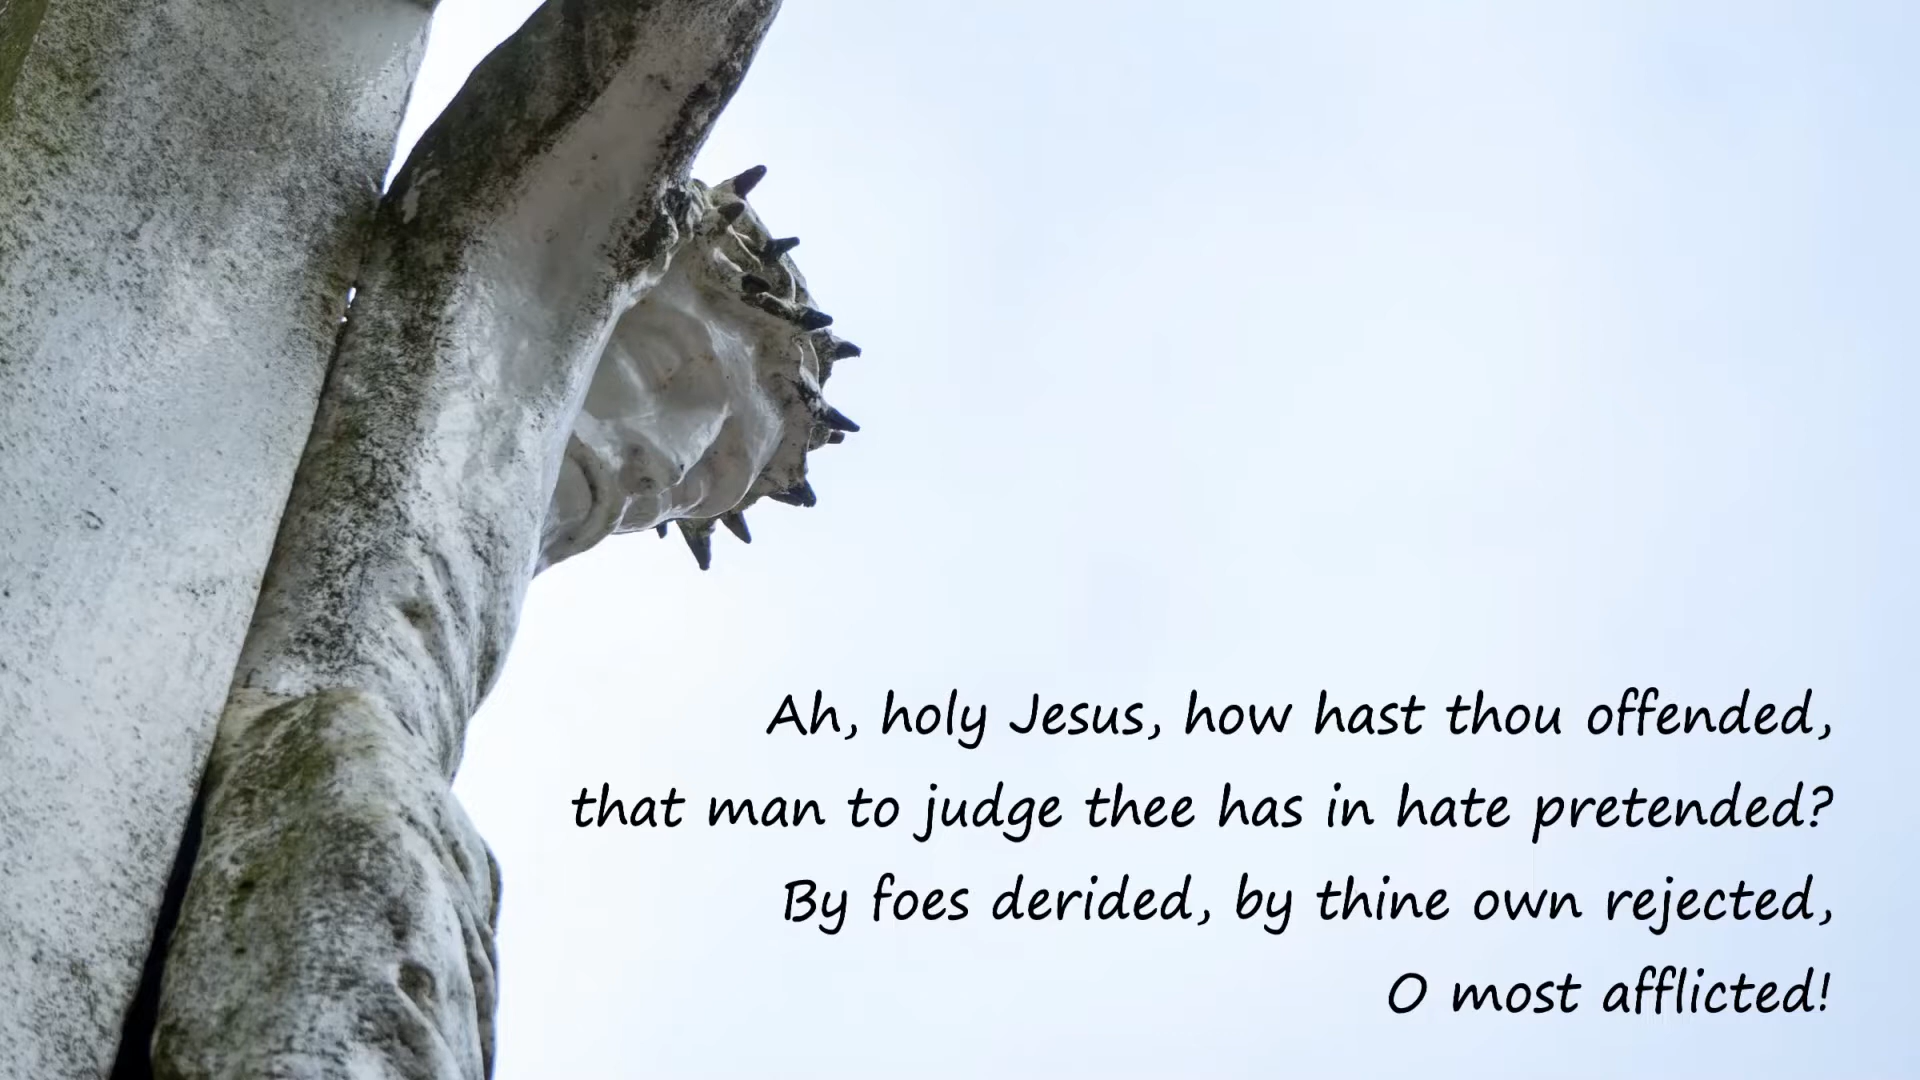 Ah, holy Jesus, how hast thou offended,
that man to judge thee has in hate pretended?
By foes derided, by thine own rejected,
O most afflicted!